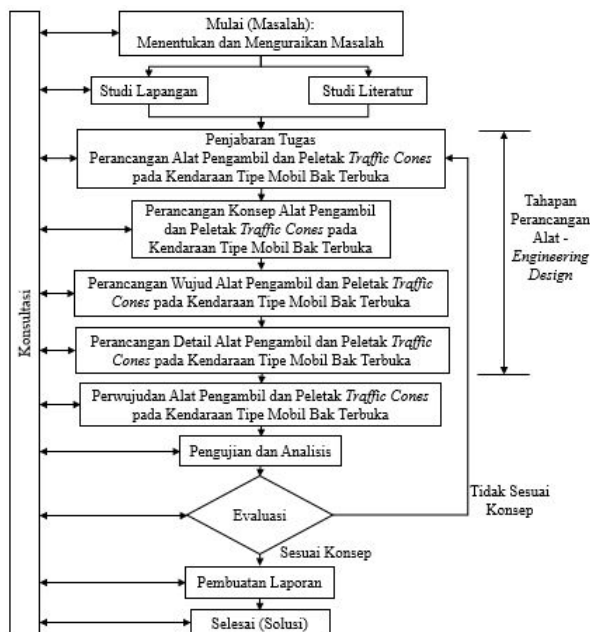 Mulai (Masalah):
Menentukan dan Menguraikan Masalah
Studi Lapangan
Studi Literatur
Penjabaran Tugas
Perancangan Alat Pengambil dan Peletak Traffic Cones
pada Kendaraan Tipe Mobil Bak Terbuka
Perancangan Konsep Alat Pengambil
dan Peletak Traffic Cones pada
Kendaraan Tipe Mobil Bak Terbuka
Perancangan Wujud Alat Pengambil dan Peletak Traffic
Cones pada Kendaraan Tipe Mobil Bak Terbuka
Perancangan Detail Alat Pengambil dan Peletak Traffic
Cones pada Kendaraan Tipe Mobil Bak Terbuka
Perwujudan Alat Pengambil dan Peletak Traffic Cones
pada Kendaraan Tipe Mobil Bak Terbuka
Pengujian dan Analisis
Evaluasi
Sesuai Konsep
Pembuatan Laporan
Selesai (Solusi)
Tidak Sesuai
Konsep
Tahapan
Perancangan
Alat -
Engineering
Design
Konsultasi